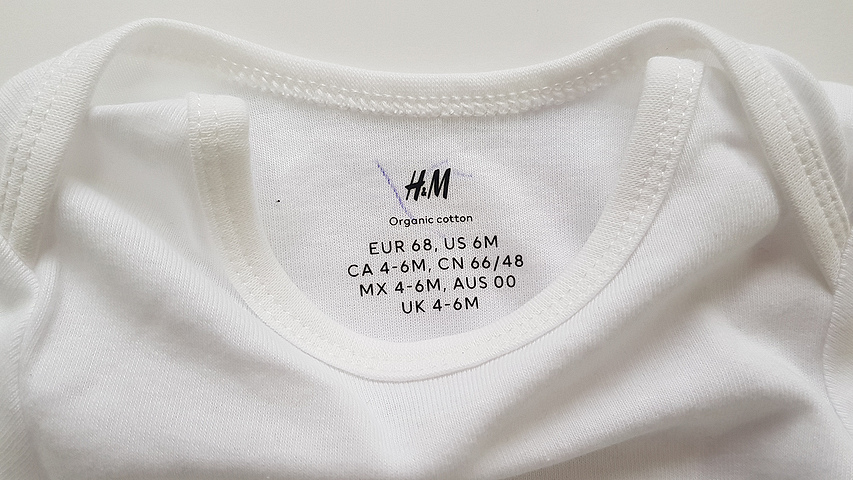 H&M
Organic cotton
EUR 68, US 6M
CA 4-6M, CN 66/48
MX 4-6M, AUS 00
UK 4-6M